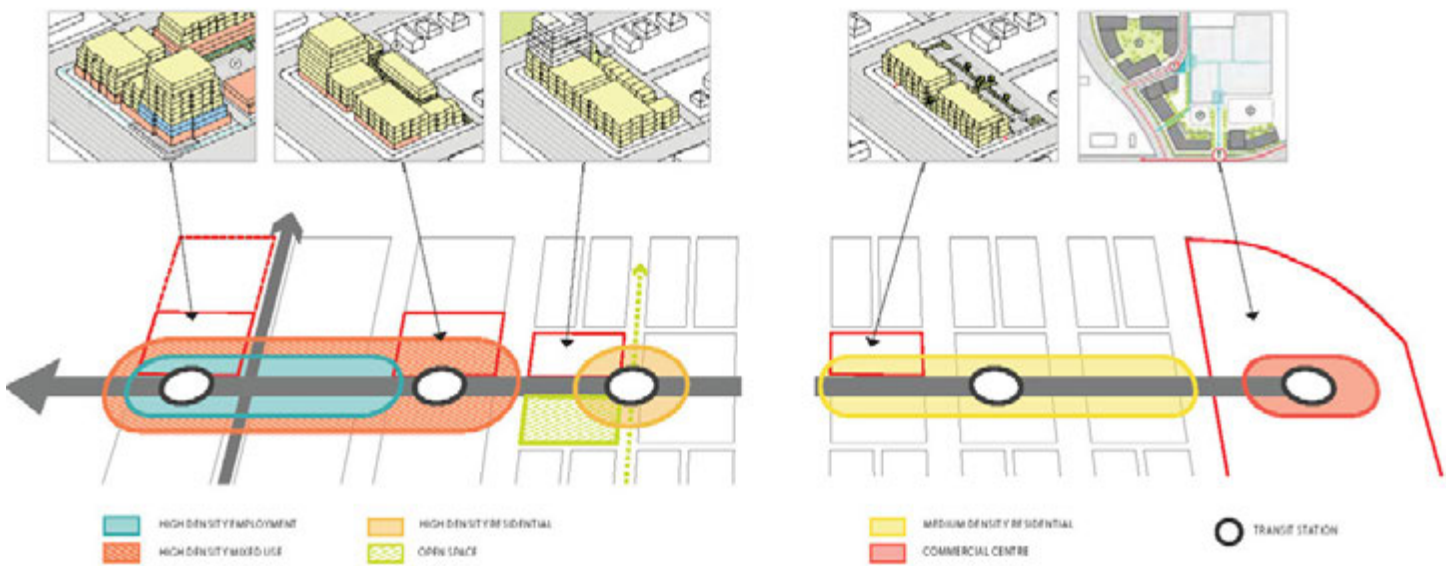 HIGH DENSITY EMPLOYMENT
HIGH DENSITY MIXED USE
HIGH DENSITY RESIDENTIAL
OPEN SPACE
MEDIUM DENSITY RESIDENTIAL
COMMERCIAL CENTRE
TRANSIT STATION